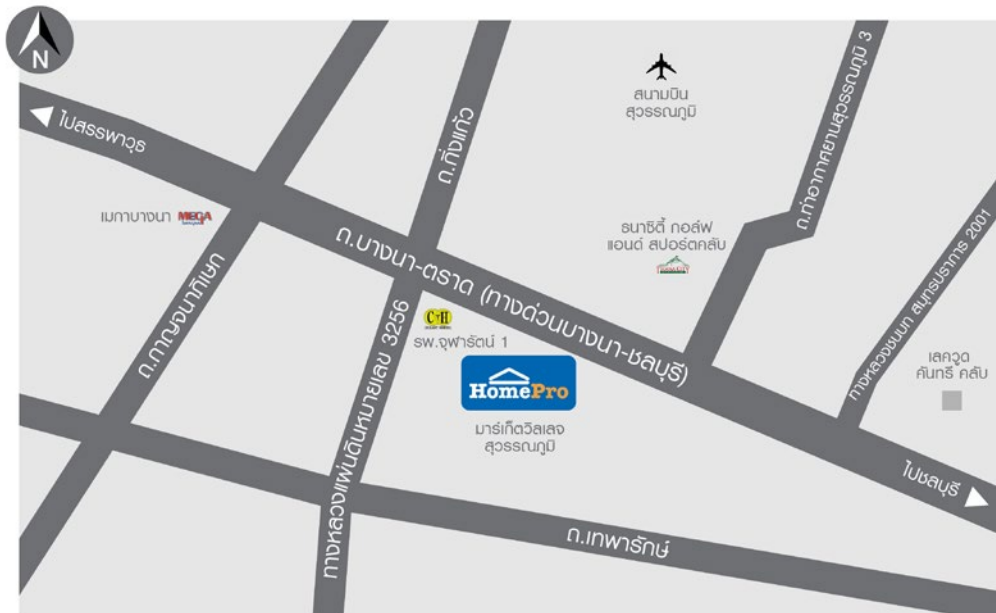 N
ไปสรรพาวุธ
ถ.กาญจนาภิเษก
ถ.กิ่งแก้ว
สนามบิน
สุวรรณภูมิ
ถ.ท่าอากาศยานสุวรรณภูมิ 3
เมกาบางนา MEGA
ถ.บางนา-ตราด (ทางด่วนบางนา-ชลบุรี)
ธนาซิตี้ กอล์ฟ
แอนด์ สปอร์ตคลับ
ทางหลวงชนบท สมุทรปราการ 2001
ทางหลวงแผ่นดินหมายเลข 3256
รพ.จุฬารัตน์ 1
HomePro
มาร์เก็ตวิลเลจ
สุวรรณภูมิ
เลควูด
คันทรี คลับ
ไปชลบุรี
ถ.เทพารักษ์